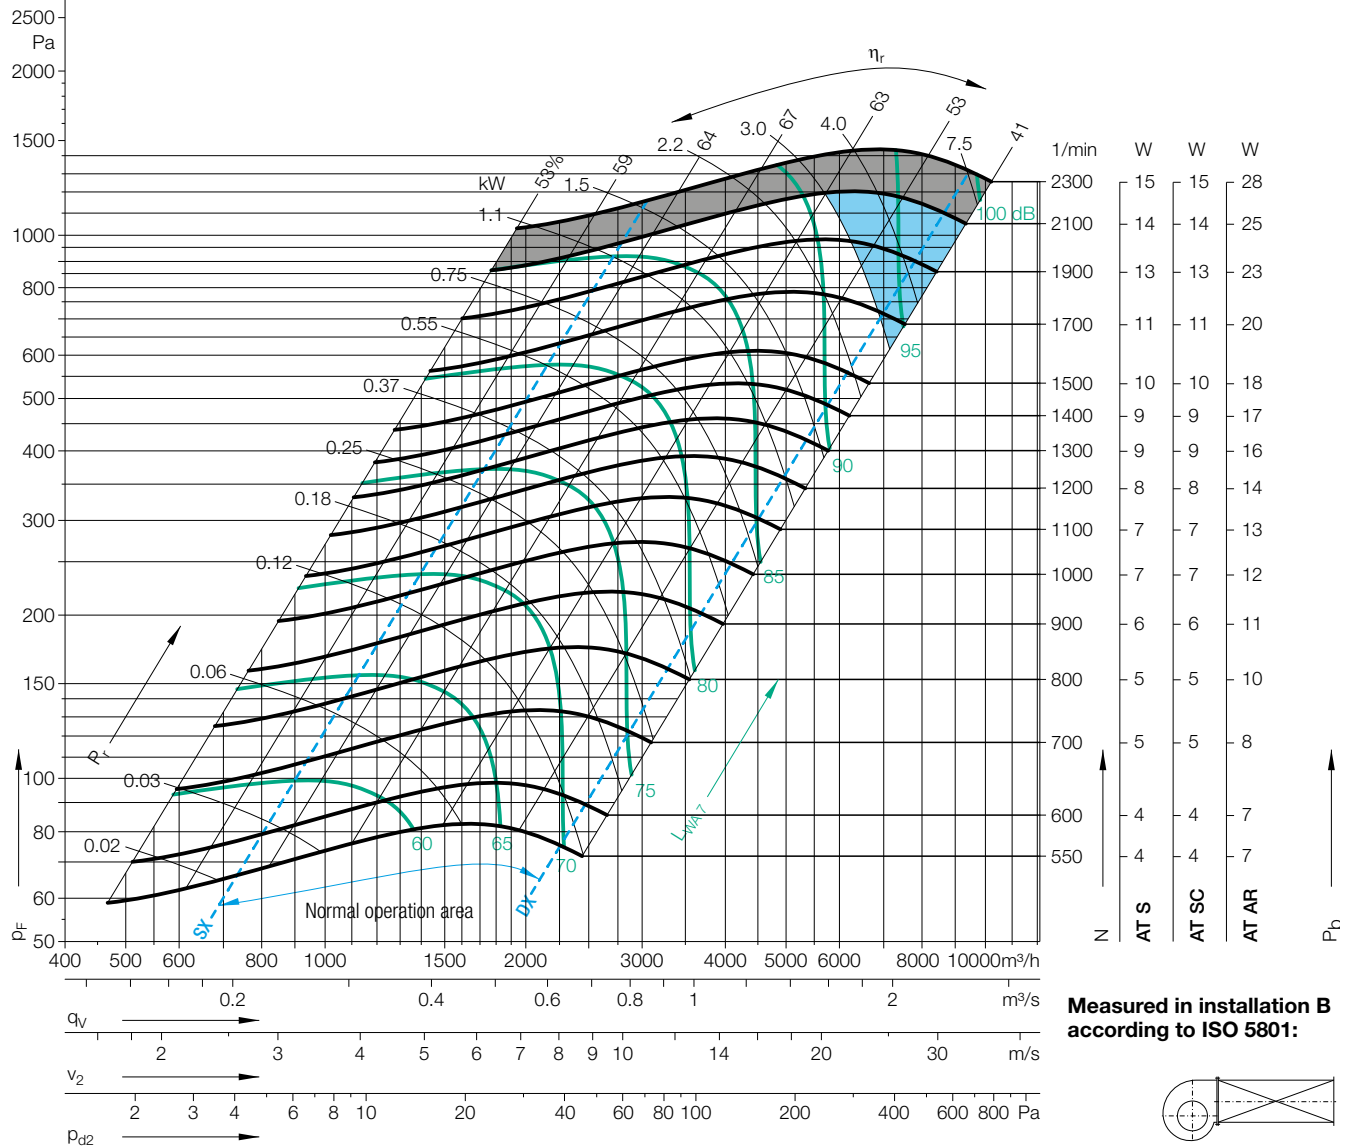 2500
Pa
2000
1500
1000
800
600
500
400
300
200
150
100
80
60
50
pF
ηr
53%
59
64
67
63
53
41
kW
1.5
2.2
3.0
4.0
7.5
1.1
0.75
0.55
0.37
0.25
0.18
0.12
0.06
0.03
0.02
Pr
100 dB
95
90
85
80
75
70
65
60
LWA7
SX
DX
Normal operation area
1/min W W W
2300 15 15 28
2100 14 14 25
1900 13 13 23
1700 11 11 20
1500 10 10 18
1400 9 9 17
1300 9 9 16
1200 8 8 14
1100 7 7 13
1000 7 7 12
900 6 6 11
800 5 5 10
700 5 5 8
600 4 4 7
550 4 4 7
N
AT S
AT SC
AT AR
Pb
400 500 600 800 1000 1500 2000 3000 4000 5000 6000 8000 10000 m³/h
0.2 0.4 0.6 0.8 1 2 m³/s
qV
2 3 4 5 6 7 8 9 10 14 20 30 m/s
v2
2 3 4 6 8 10 20 40 60 80 100 200 400 600 800 Pa
pd2
Measured in installation B
according to ISO 5801: